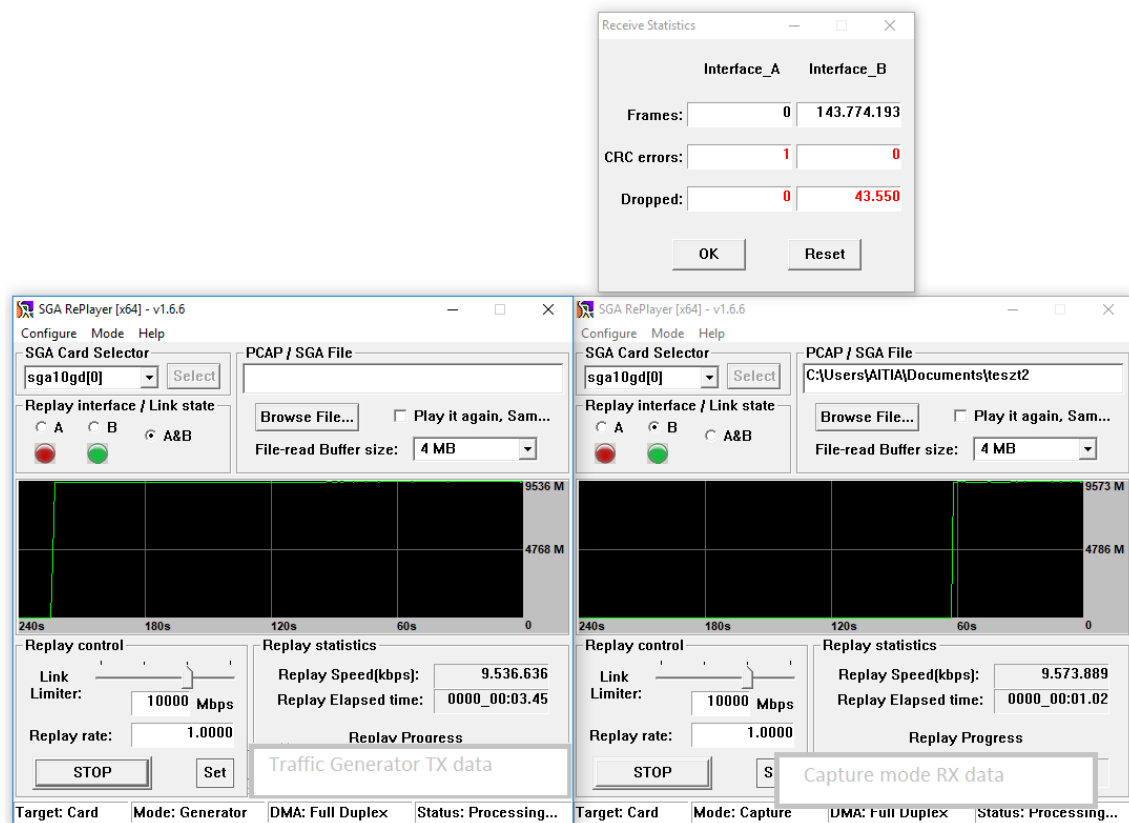 Receive Statistics
Interface_A Interface_B
Frames: 0 143.774.193
CRC errors: 1 0
Dropped: 0 43.550
OK Reset
SGA RePlayer [x64] - v1.6.6
Configure Mode Help
SGA Card Selector
sga10gd[0] Select
PCAP / SGA File
Replay interface / Link state
A B A&B
Browse File... Play it again, Sam...
File-read Buffer size: 4 MB
9536 M
4768 M
240s 180s 120s 60s 0
Replay control
Link
Limiter:
10000 Mbps
Replay rate: 1.0000
STOP Set
Replay statistics
Replay Speed(kbps): 9.536.636
Replay Elapsed time: 0000_00:03.45
Replay Progress
Traffic Generator TX data
Target: Card Mode: Generator DMA: Full Duplex Status: Processing...
SGA RePlayer [x64] - v1.6.6
Configure Mode Help
SGA Card Selector
sga10gd[0] Select
PCAP / SGA File
C:\Users\AITIA\Documents\teszt2
Replay interface / Link state
A B A&B
Browse File... Play it again, Sam...
File-read Buffer size: 4 MB
9573 M
4786 M
240s 180s 120s 60s 0
Replay control
Link
Limiter:
10000 Mbps
Replay rate: 1.0000
STOP
Replay statistics
Replay Speed(kbps): 9.573.889
Replay Elapsed time: 0000_00:01.02
Replay Progress
Capture mode RX data
Target: Card Mode: Capture DMA: Full Duplex Status: Processing...